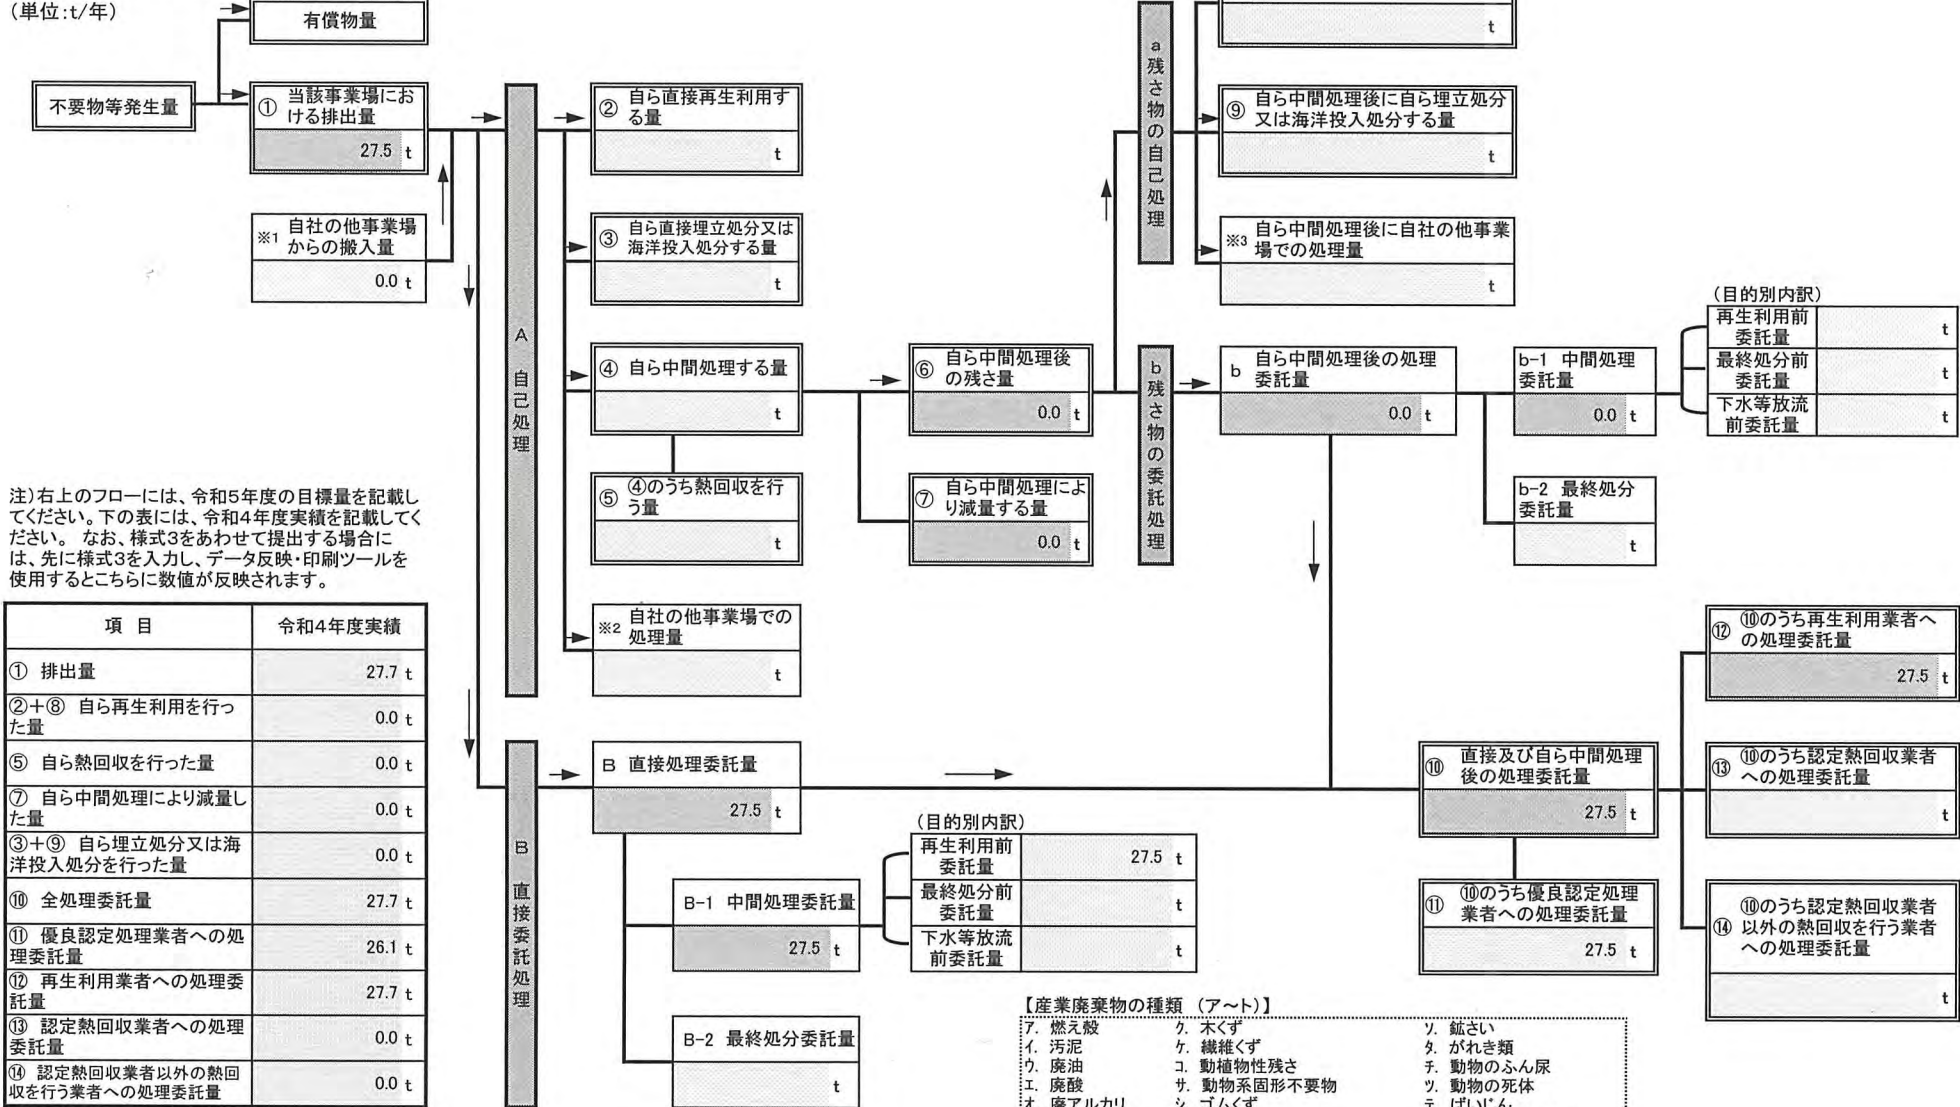 (単位:t/年)
有償物量
t
不要物等発生量
① 当該事業場にお
ける排出量
27.5 t
※1 自社の他事業場
からの搬入量
0.0 t
A 自己処理
② 自ら直接再生利用す
る量
t
③ 自ら直接埋立処分又は
海洋投入処分する量
t
④ 自ら中間処理する量
t
⑤ ④のうち熱回収を行
う量
t
※2 自社の他事業場での
処理量
t
⑥ 自ら中間処理後
の残さ量
0.0 t
⑦ 自ら中間処理によ
り減量する量
0.0 t
a 残さ物の自己処理
⑨ 自ら中間処理後に自ら埋立処分
又は海洋投入処分する量
t
※3 自ら中間処理後に自社の他事業
場での処理量
t
b 残さ物の委託処理
b 自ら中間処理後の処理
委託量
0.0 t
b-1 中間処理
委託量
0.0 t
(目的別内訳)
再生利用前
委託量
t
最終処分前
委託量
t
下水等放流
前委託量
t
b-2 最終処分
委託量
t
注)右上のフローには、令和5年度の目標量を記載し
てください。下の表には、令和4年度実績を記載してく
ださい。 なお、様式3をあわせて提出する場合に
は、先に様式3を入力し、データ反映・印刷ツールを
使用するとこちらに数値が反映されます。
項 目 令和4年度実績
① 排出量 27.7 t
②+⑧ 自ら再生利用を行っ
た量 0.0 t
⑤ 自ら熱回収を行った量 0.0 t
⑦ 自ら中間処理により減量し
た量 0.0 t
③+⑨ 自ら埋立処分又は海
洋投入処分を行った量 0.0 t
⑩ 全処理委託量 27.7 t
⑪ 優良認定処理業者への処
理委託量 26.1 t
⑫ 再生利用業者への処理委
託量 27.7 t
⑬ 認定熱回収業者への処理
委託量 0.0 t
⑭ 認定熱回収業者以外の熱回
収を行う業者への処理委託量 0.0 t
B 直接委託処理
B 直接処理委託量
27.5 t
B-1 中間処理委託量
27.5 t
(目的別内訳)
再生利用前
委託量
27.5 t
最終処分前
委託量
t
下水等放流
前委託量
t
B-2 最終処分委託量
t
⑩ 直接及び自ら中間処理
後の処理委託量
27.5 t
⑪ ⑩のうち優良認定処理
業者への処理委託量
27.5 t
⑫ ⑩のうち再生利用業者へ
の処理委託量
27.5 t
⑬ ⑩のうち認定熱回収業者
への処理委託量
t
⑭ ⑩のうち認定熱回収業者
以外の熱回収を行う業者
への処理委託量
t
【産業廃棄物の種類 (ア~ト)】
ア. 燃え殻 ク. 木くず ソ. 鉱さい
イ. 汚泥 ケ. 繊維くず タ. がれき類
ウ. 廃油 コ. 動植物性残さ チ. 動物のふん尿
エ. 廃酸 サ. 動物系固形不要物 ツ. 動物の死体
オ. 廃アルカリ シ. ゴムくず テ. ばいじん